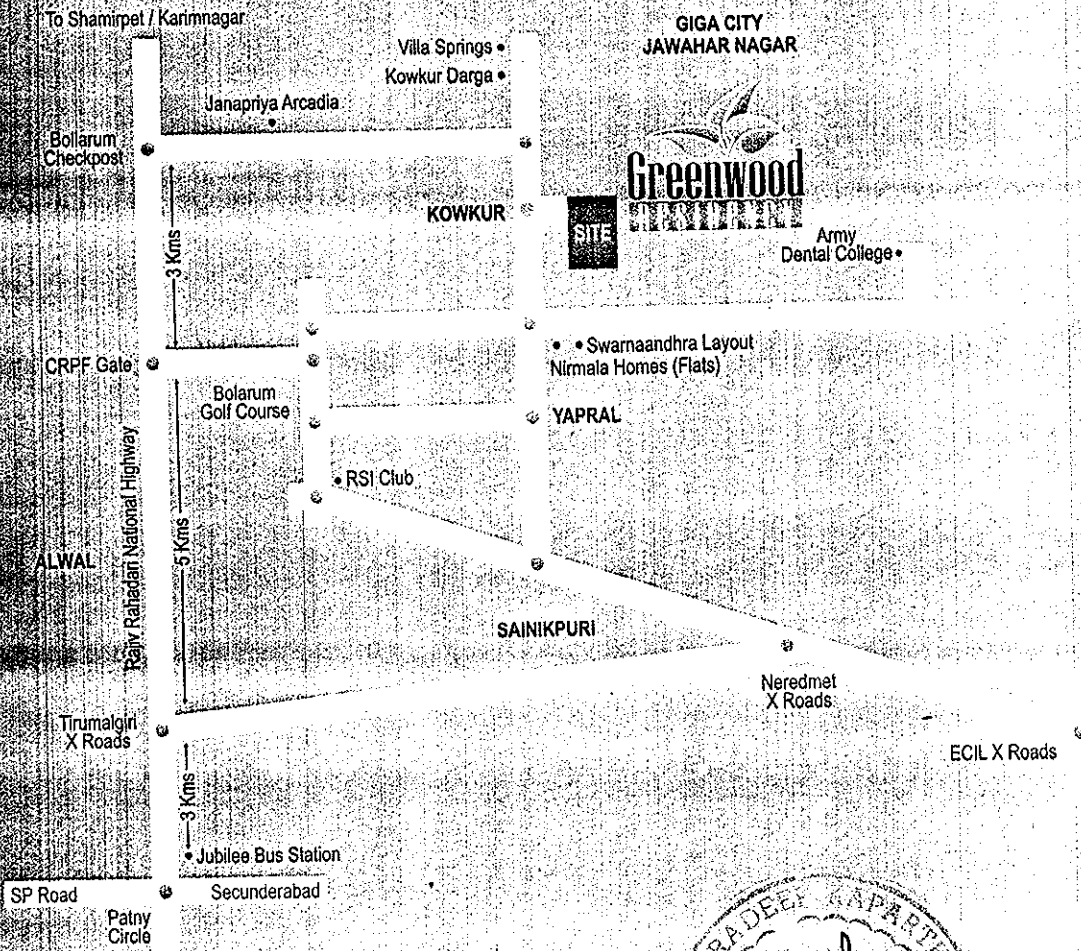 To Shamirpet / Karimnagar
GIGA CITY
JAWAHAR NAGAR
Villa Springs
Kowkur Darga
Janapriya Arcadia
Bollarum
Checkpost
Greenwood
KOWKUR
SITE
3 Kms
Army
Dental College
CRPF Gate
Swarnaandhra Layout
Nirmala Homes (Flats)
Bolarum
Golf Course
YAPRAL
RSI Club
Rajiv Rahadari National Highway
5 Kms
ALWAL
SAINIKPURI
Neredmet
X Roads
Tirumalgiri
X Roads
ECIL X Roads
3 Kms
Jubilee Bus Station
SP Road
Secunderabad
Patny
Circle